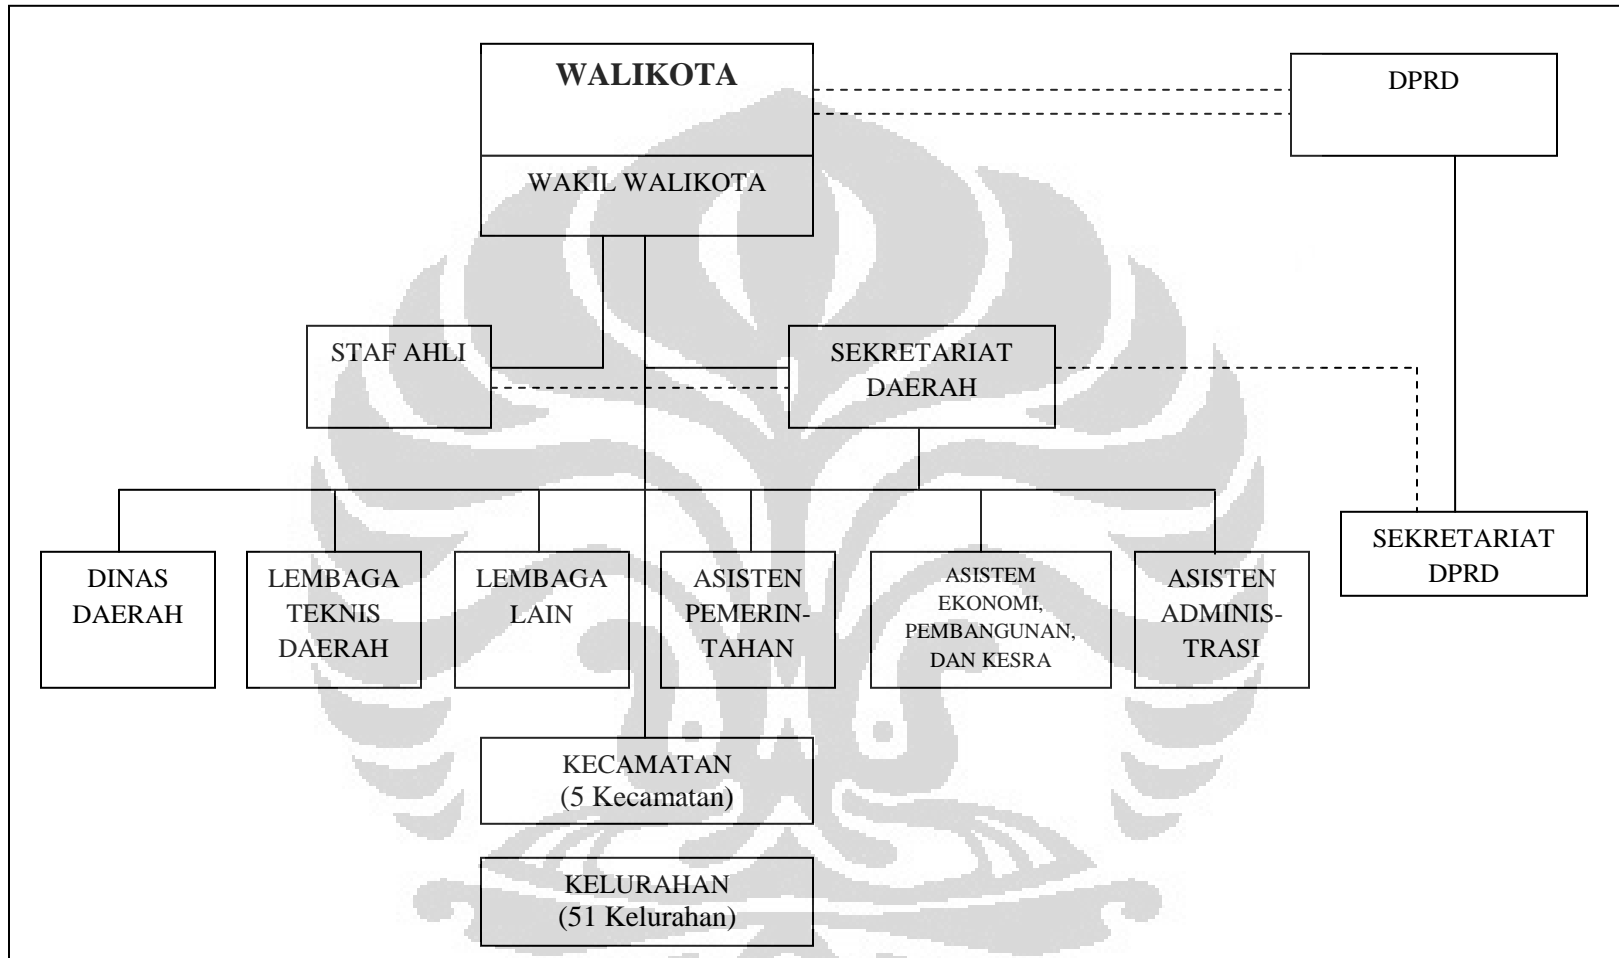 WALIKOTA
DPRD
WAKIL WALIKOTA
STAF AHLI
SEKRETARIAT
DAERAH
SEKRETARIAT
DPRD
DINAS
DAERAH
LEMBAGA
TEKNIS
DAERAH
LEMBAGA
LAIN
ASISTEN
PEMERIN-
TAHAN
ASISTEM
EKONOMI,
PEMBANGUNAN,
DAN KESRA
ASISTEN
ADMINIS-
TRASI
KECAMATAN
(5 Kecamatan)
KELURAHAN
(51 Kelurahan)